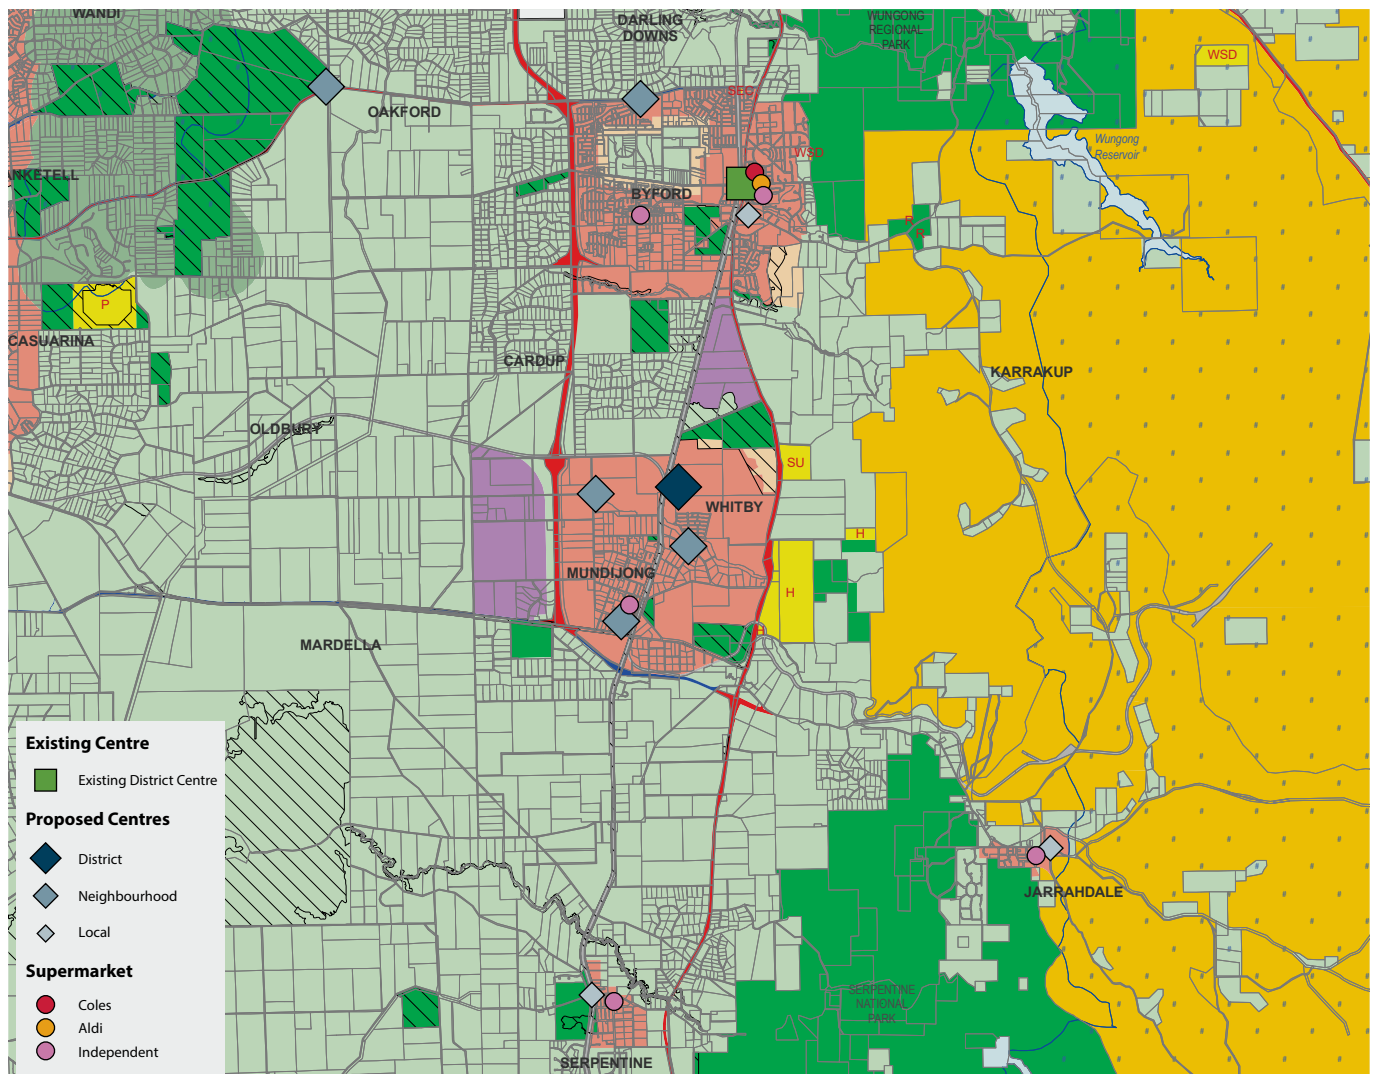 WANDI
DARLING
DOWNS
WUNGONG
REGIONAL
PARK
WSD
OAKFORD
SEC
Wungong
Reservoir
WSD
ANKETELL
BYFORD
P
R
P
CASUARINA
CARDUP
KARRAKUP
OLDBURY
SU
WHITBY
H
MUNDIJONG
H
H
MARDELLA
JARRAHDALE
SERPENTINE
NATIONAL
PARK
SERPENTINE
Existing Centre
Existing District Centre
Proposed Centres
District
Neighbourhood
Local
Supermarket
Coles
Aldi
Independent